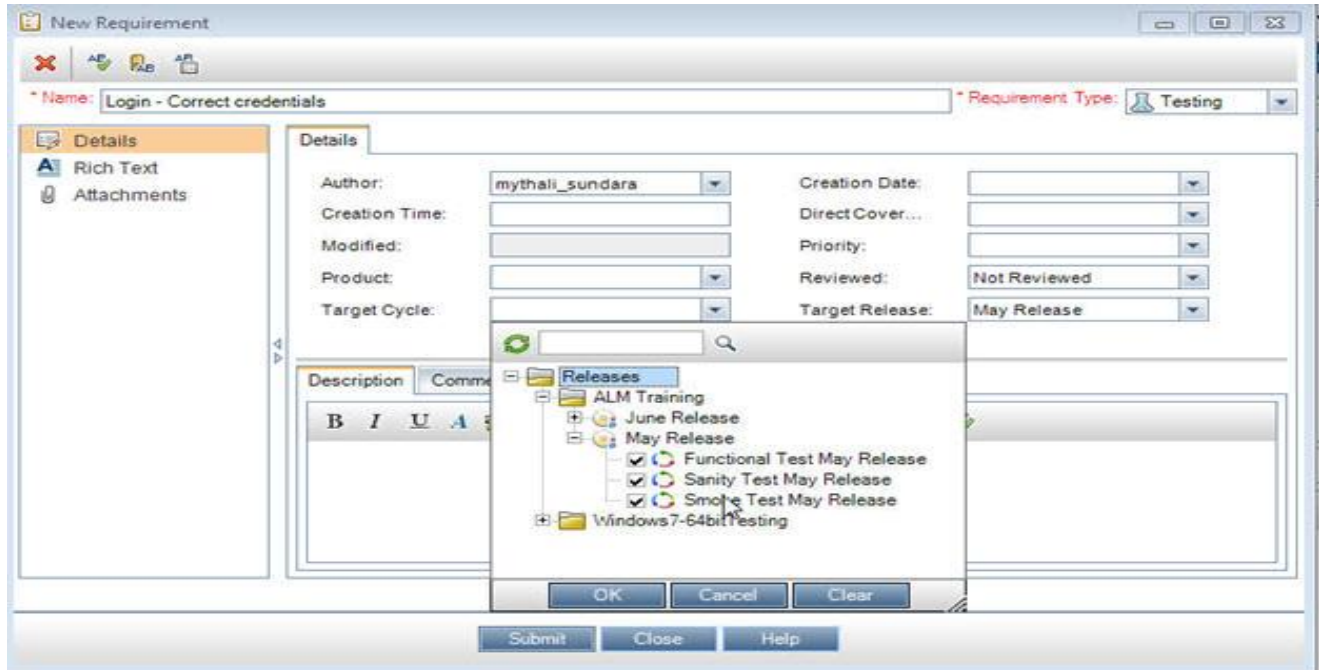 New Requirement
* Name: Login - Correct credentials * Requirement Type: Testing
Details
Rich Text
Attachments
Details
Author: mythali_sundara Creation Date:
Creation Time: Direct Cover...
Modified: Priority:
Product: Reviewed: Not Reviewed
Target Cycle: Target Release: May Release
Description Comme
B I U A
Releases
ALM Training
June Release
May Release
Functional Test May Release
Sanity Test May Release
Smoke Test May Release
Windows7-64bitTesting
OK Cancel Clear
Submit Close Help